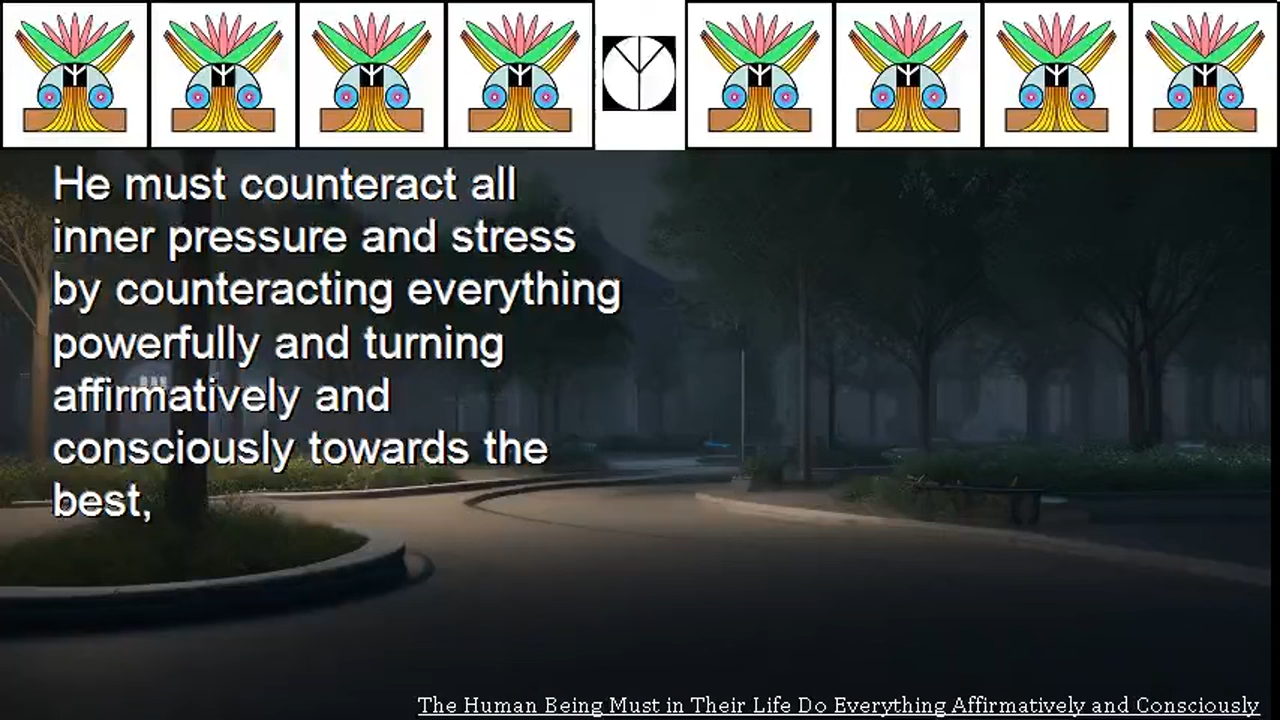 He must counteract all
inner pressure and stress
by counteracting everything
powerfully and turning
affirmatively and
consciously towards the
best,
The Human Being Must in Their Life Do Everything Affirmatively and Consciously